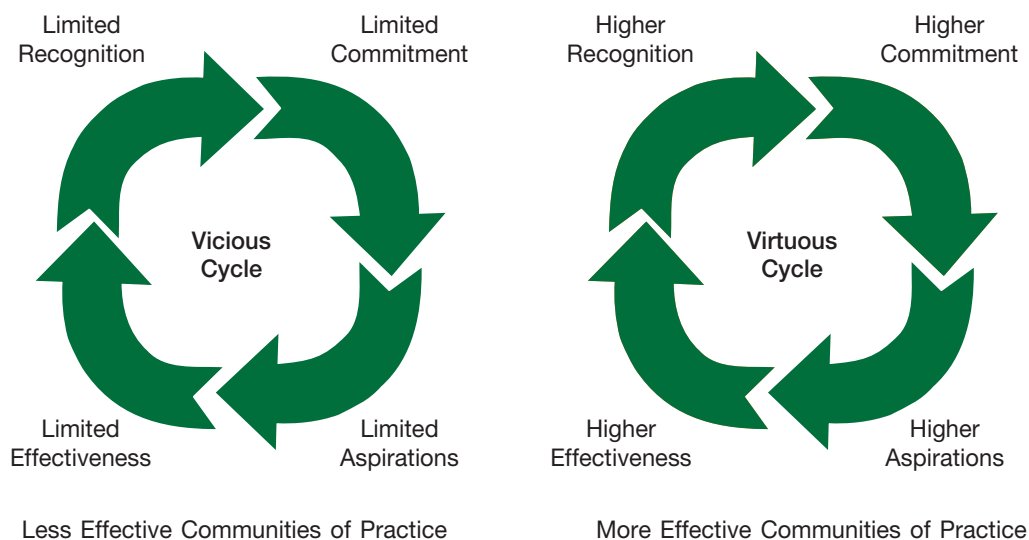 Limited
Recognition
Limited
Commitment
Vicious
Cycle
Limited
Effectiveness
Limited
Aspirations
Less Effective Communities of Practice
Higher
Recognition
Higher
Commitment
Virtuous
Cycle
Higher
Effectiveness
Higher
Aspirations
More Effective Communities of Practice